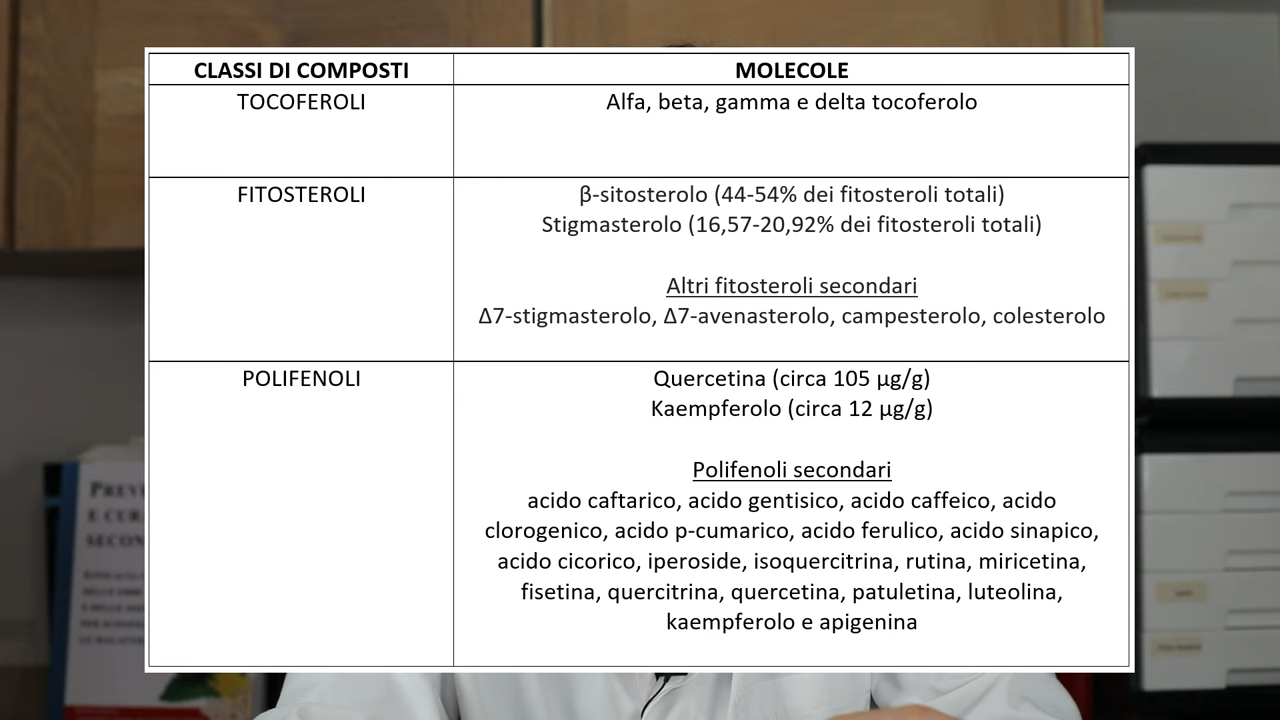 CLASSI DI COMPOSTI
MOLECOLE
TOCOFEROLI
Alfa, beta, gamma e delta tocoferolo
FITOSTEROLI
β-sitosterolo (44-54% dei fitosteroli totali)
Stigmasterolo (16,57-20,92% dei fitosteroli totali)
Altri fitosteroli secondari
Δ7-stigmasterolo, Δ7-avenasterolo, campesterolo, colesterolo
POLIFENOLI
Quercetina (circa 105 µg/g)
Kaempferolo (circa 12 µg/g)
Polifenoli secondari
acido caftarico, acido gentisico, acido caffeico, acido
clorogenico, acido p-cumarico, acido ferulico, acido sinapico,
acido cicorico, iperoside, isoquercitrina, rutina, miricetina,
fisetina, quercitrina, quercetina, patuletina, luteolina,
kaempferolo e apigenina
E CUR
SECON